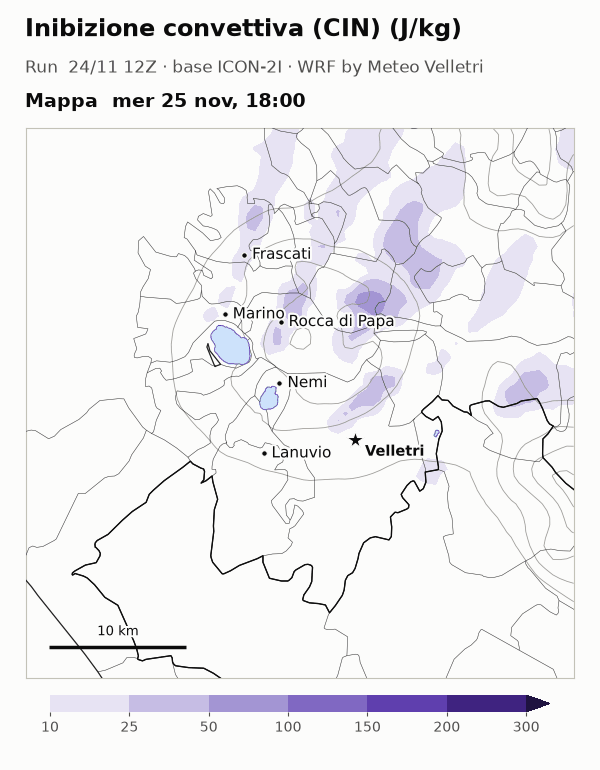 Inibizione convettiva (CIN) (J/kg)
Run  24/11 12Z · base ICON-2I · WRF by Meteo Velletri
Mappa  mer 25 nov, 18:00
Frascati
Marino
Rocca di Papa
Nemi
Velletri
Lanuvio
10 km
10 25 50 100 150 200 300